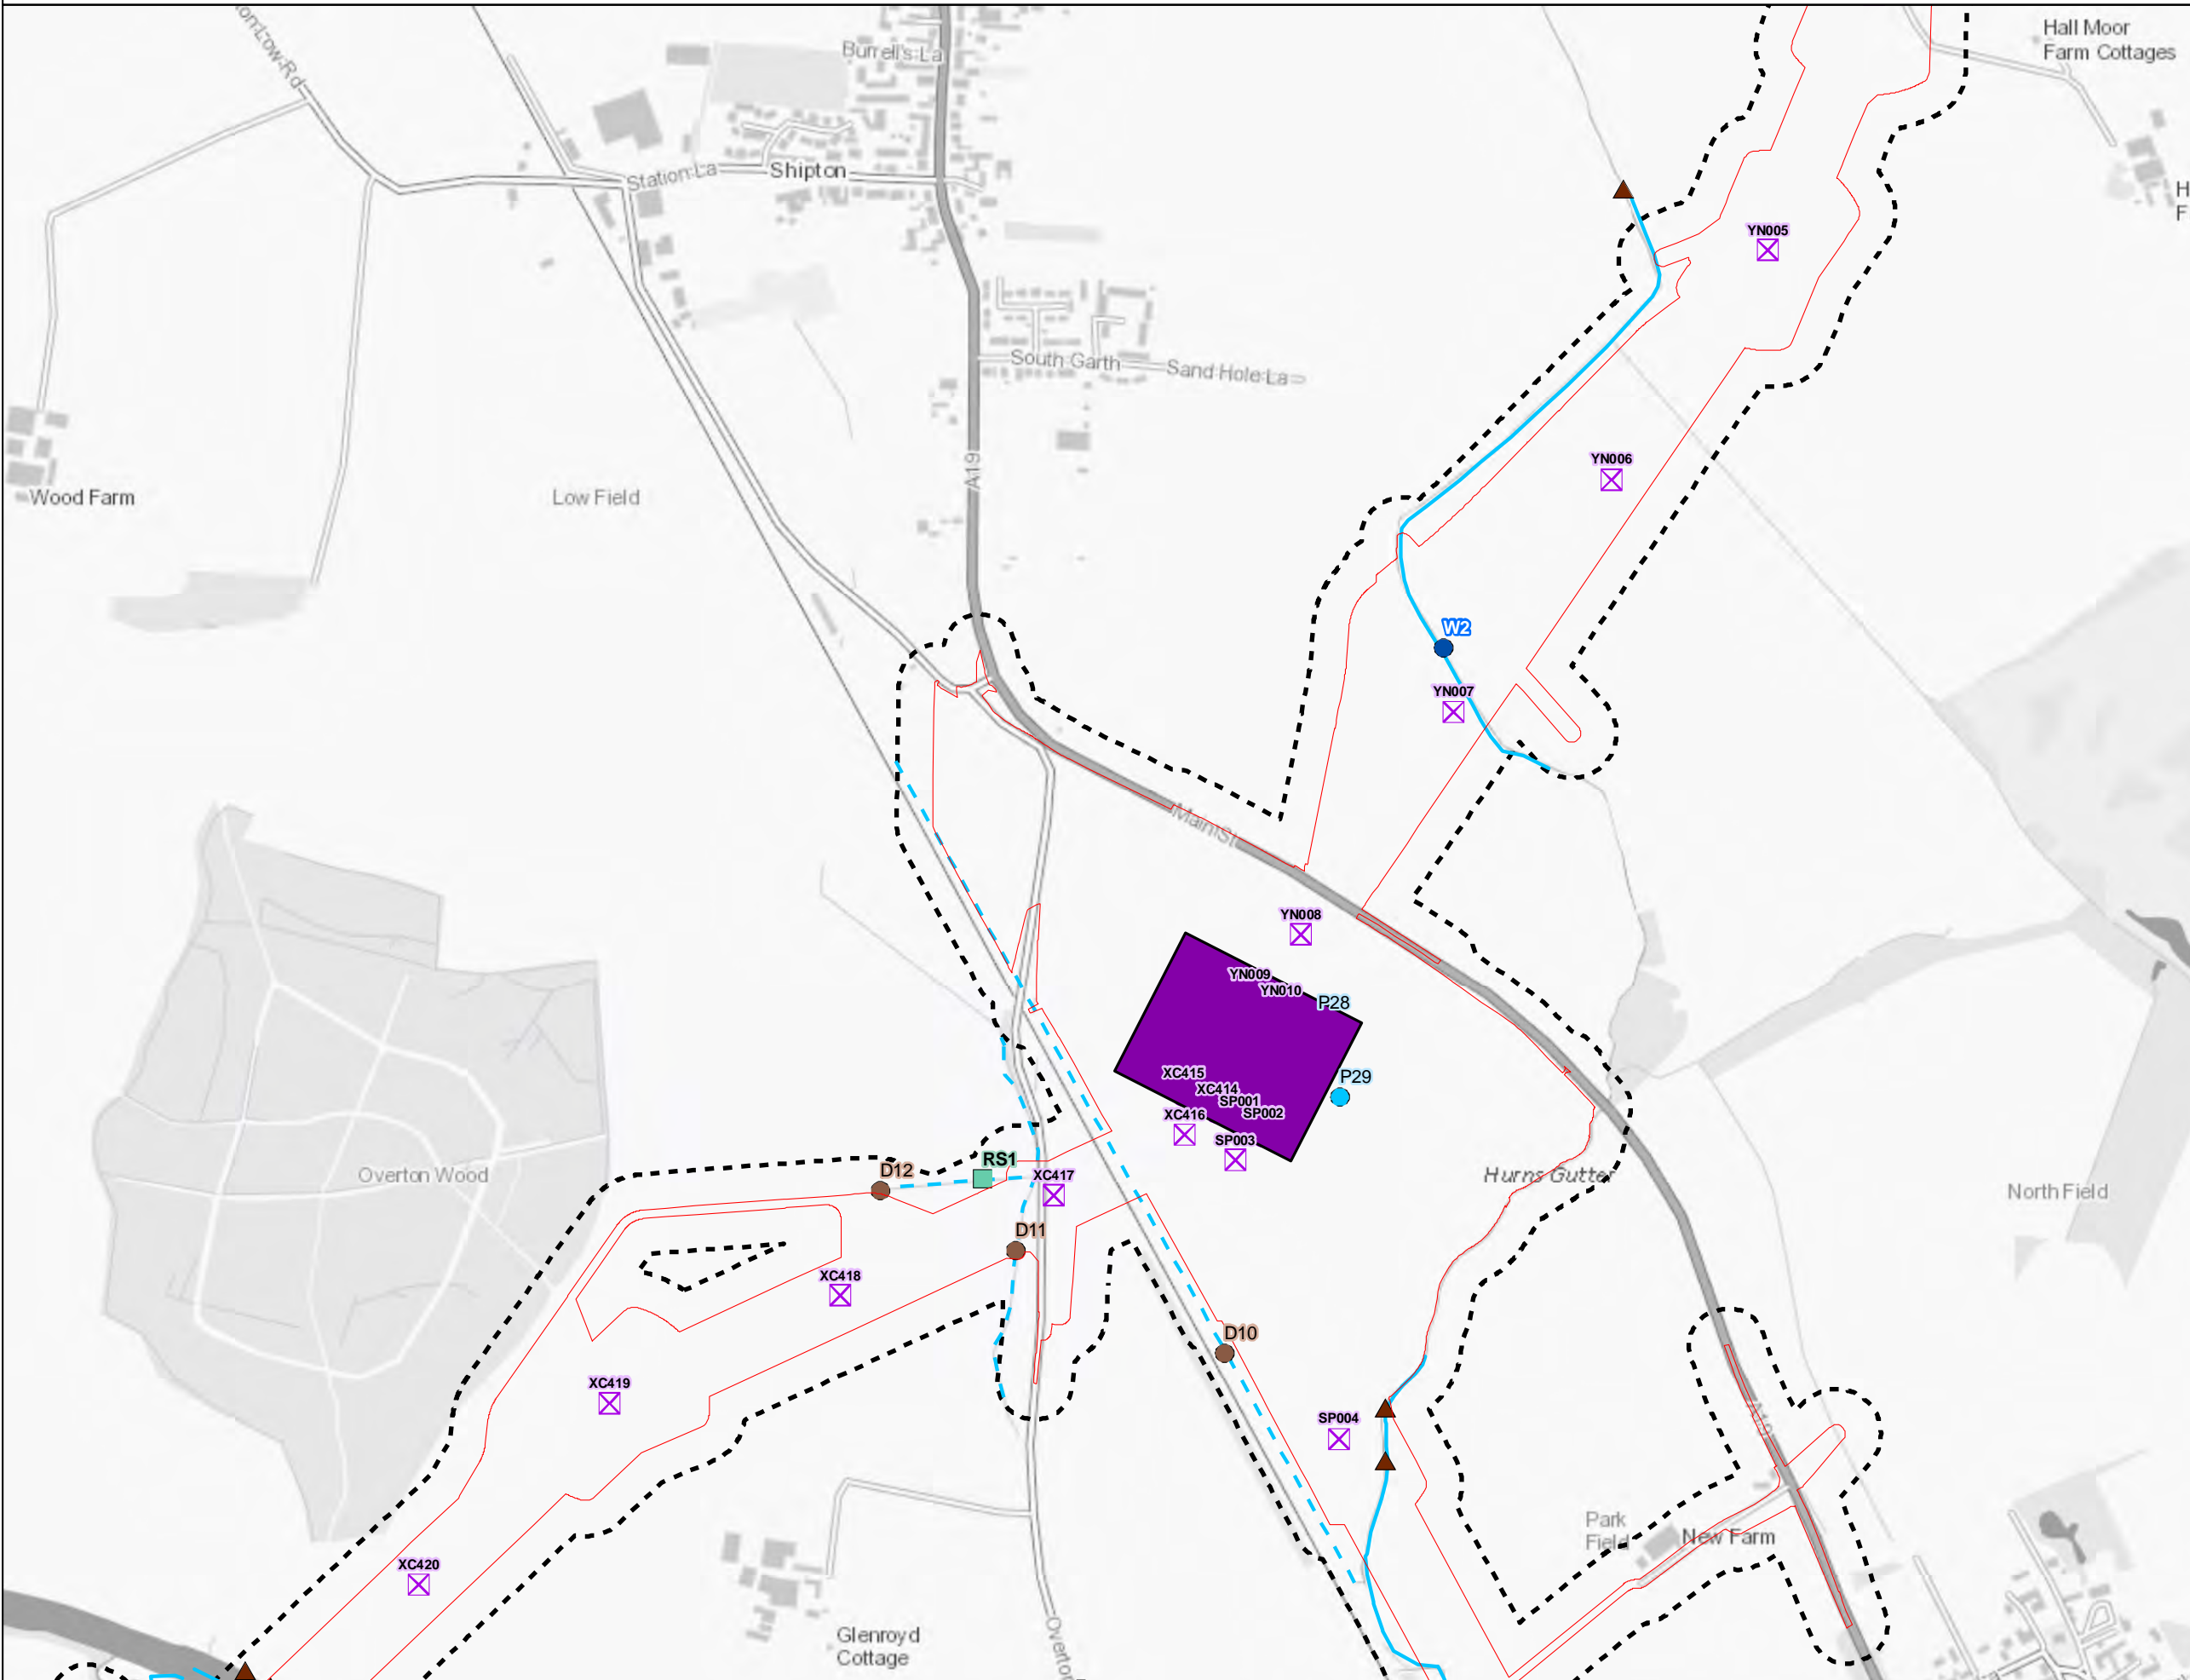 Hall Moor
Farm Cottages
Burrell's La
Station La
Shipton
H
F
YN005
South Garth
Sand Hole La
A19
YN006
Wood Farm
Low Field
W2
YN007
Main St
YN008
YN009
YN010
P28
XC415
XC414
SP001
SP002
P29
XC416
SP003
Overton Wood
D12
RS1
XC417
Hurns Gutter
North Field
D11
XC418
D10
XC419
SP004
A19
Park
Field
New Farm
XC420
Glenroyd
Cottage